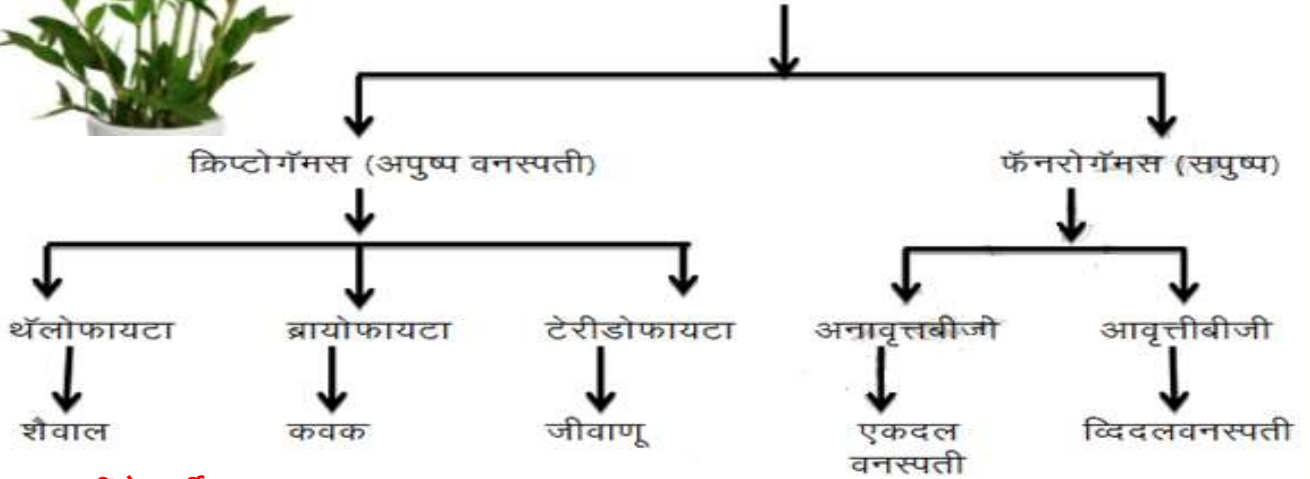 क्रिप्टोगॅमस (अपुष्प वनस्पती)
फॅनरोगॅमस (सपुष्प)
थॅलोफायटा
ब्रायोफायटा
टेरीडोफायटा
अनावृत्तबीजी
आवृत्तीबीजी
शैवाल
कवक
जीवाणू
एकदल
वनस्पती
व्दिदलवनस्पती